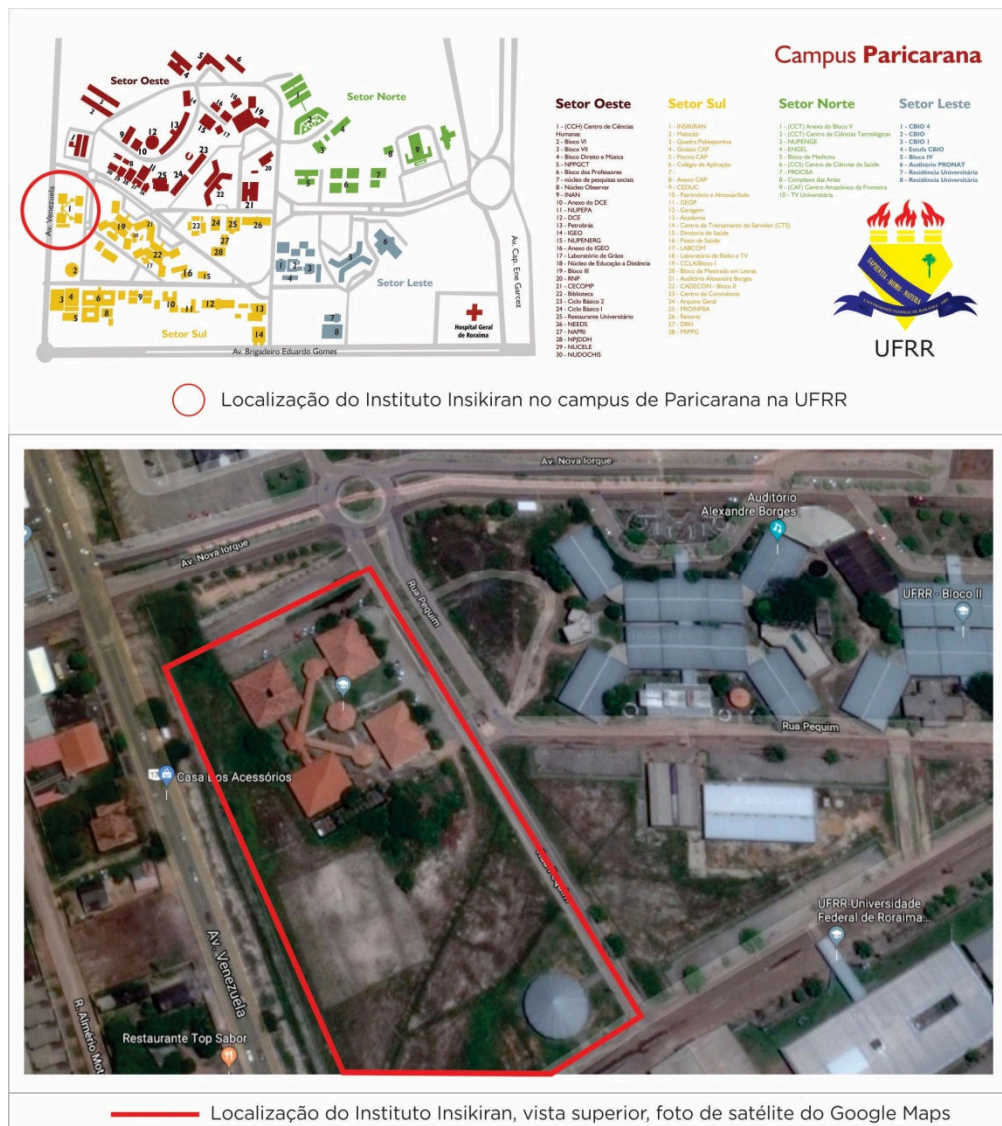 Campus Paricarana
Setor Oeste
Setor Norte
Setor Leste
Setor Sul
Av. Venezuela
Av. Cap. Ene Garcez
Av. Brigadeiro Eduardo Gomes
Hospital Geral
de Roraima
Setor Oeste
1 - (CCH) Centro de Ciências
Humanas
2 - Bloco VI
3 - Bloco VII
4 - Bloco Direito e Música
5 - NPPGCT
6 - Bloco das Professores
7 - núcleo de pesquisas sociais
8 - Núcleo Observar
9 - INAN
10 - Anexo do DCE
11 - NUPEPA
12 - DCE
13 - Petrobrás
14 - IGEO
15 - NUPENERG
16 - Anexo do IGEO
17 - Laboratório de Grãos
18 - Núcleo de Educação a Distância
19 - Bloco III
20 - RNP
21 - CECOMP
22 - Biblioteca
23 - Ciclo Básico 2
24 - Ciclo Básico I
25 - Restaurante Universitário
26 - NEEDS
27 - NAPRI
28 - NPJDDH
29 - NUCELE
30 - NUDOCHIS
Setor Sul
1 - INSIKIRAN
2 - Malocão
3 - Quadra Poliesportiva
4 - Ginásio CAP
5 - Piscina CAP
6 - Colégio de Aplicação
7 -
8 - Anexo CAP
9 - CEDUC
10 - Patrimônio e Almoxarifado
11 - GEOP
12 - Garagem
13 - Academia
14 - Centro de Treinamento do Servidor (CTS)
15 - Diretoria de Saúde
16 - Posto de Saúde
17 - LABCOM
18 - Laboratório de Rádio e TV
19 - CCLA/Bloco I
20 - Bloco de Mestrado em Letras
21 - Auditório Alexandre Borges
22 - CADECON - Bloco II
23 - Centro de Convivência
24 - Arquivo Geral
25 - PROINFRA
26 - Reitoria
27 - DRH
28 - PRPPG
Setor Norte
1 - (CCT) Anexo do Bloco V
2 - (CCT) Centro de Ciências Tecnológicas
3 - NUPENGE
4 - ENGEL
5 - Bloco de Medicina
6 - (CCS) Centro de Ciências da Saúde
7 - PROCISA
8 - Complexo das Artes
9 - (CAF) Centro Amazônico de Fronteira
10 - TV Universitária
Setor Leste
1 - CBIO 4
2 - CBIO
3 - CBIO 1
4 - Estufa CBIO
5 - Bloco IV
6 - Auditório PRONAT
7 - Residência Universitária
8 - Residência Universitária
SAPIENTIA · HOMO · NATURA
UFRR
Localização do Instituto Insikiran no campus de Paricarana na UFRR
Av. Nova Iorque
Auditório
Alexandre Borges
Av. Nova Iorque
Rua Pequim
UFRR - Bloco II
Rua Pequim
Casa dos Acessórios
UFRR-Universidade
Federal de Roraima...
Av. Venezuela
R. Almério Mot
Restaurante Top Sabor
Localização do Instituto Insikiran, vista superior, foto de satélite do Google Maps